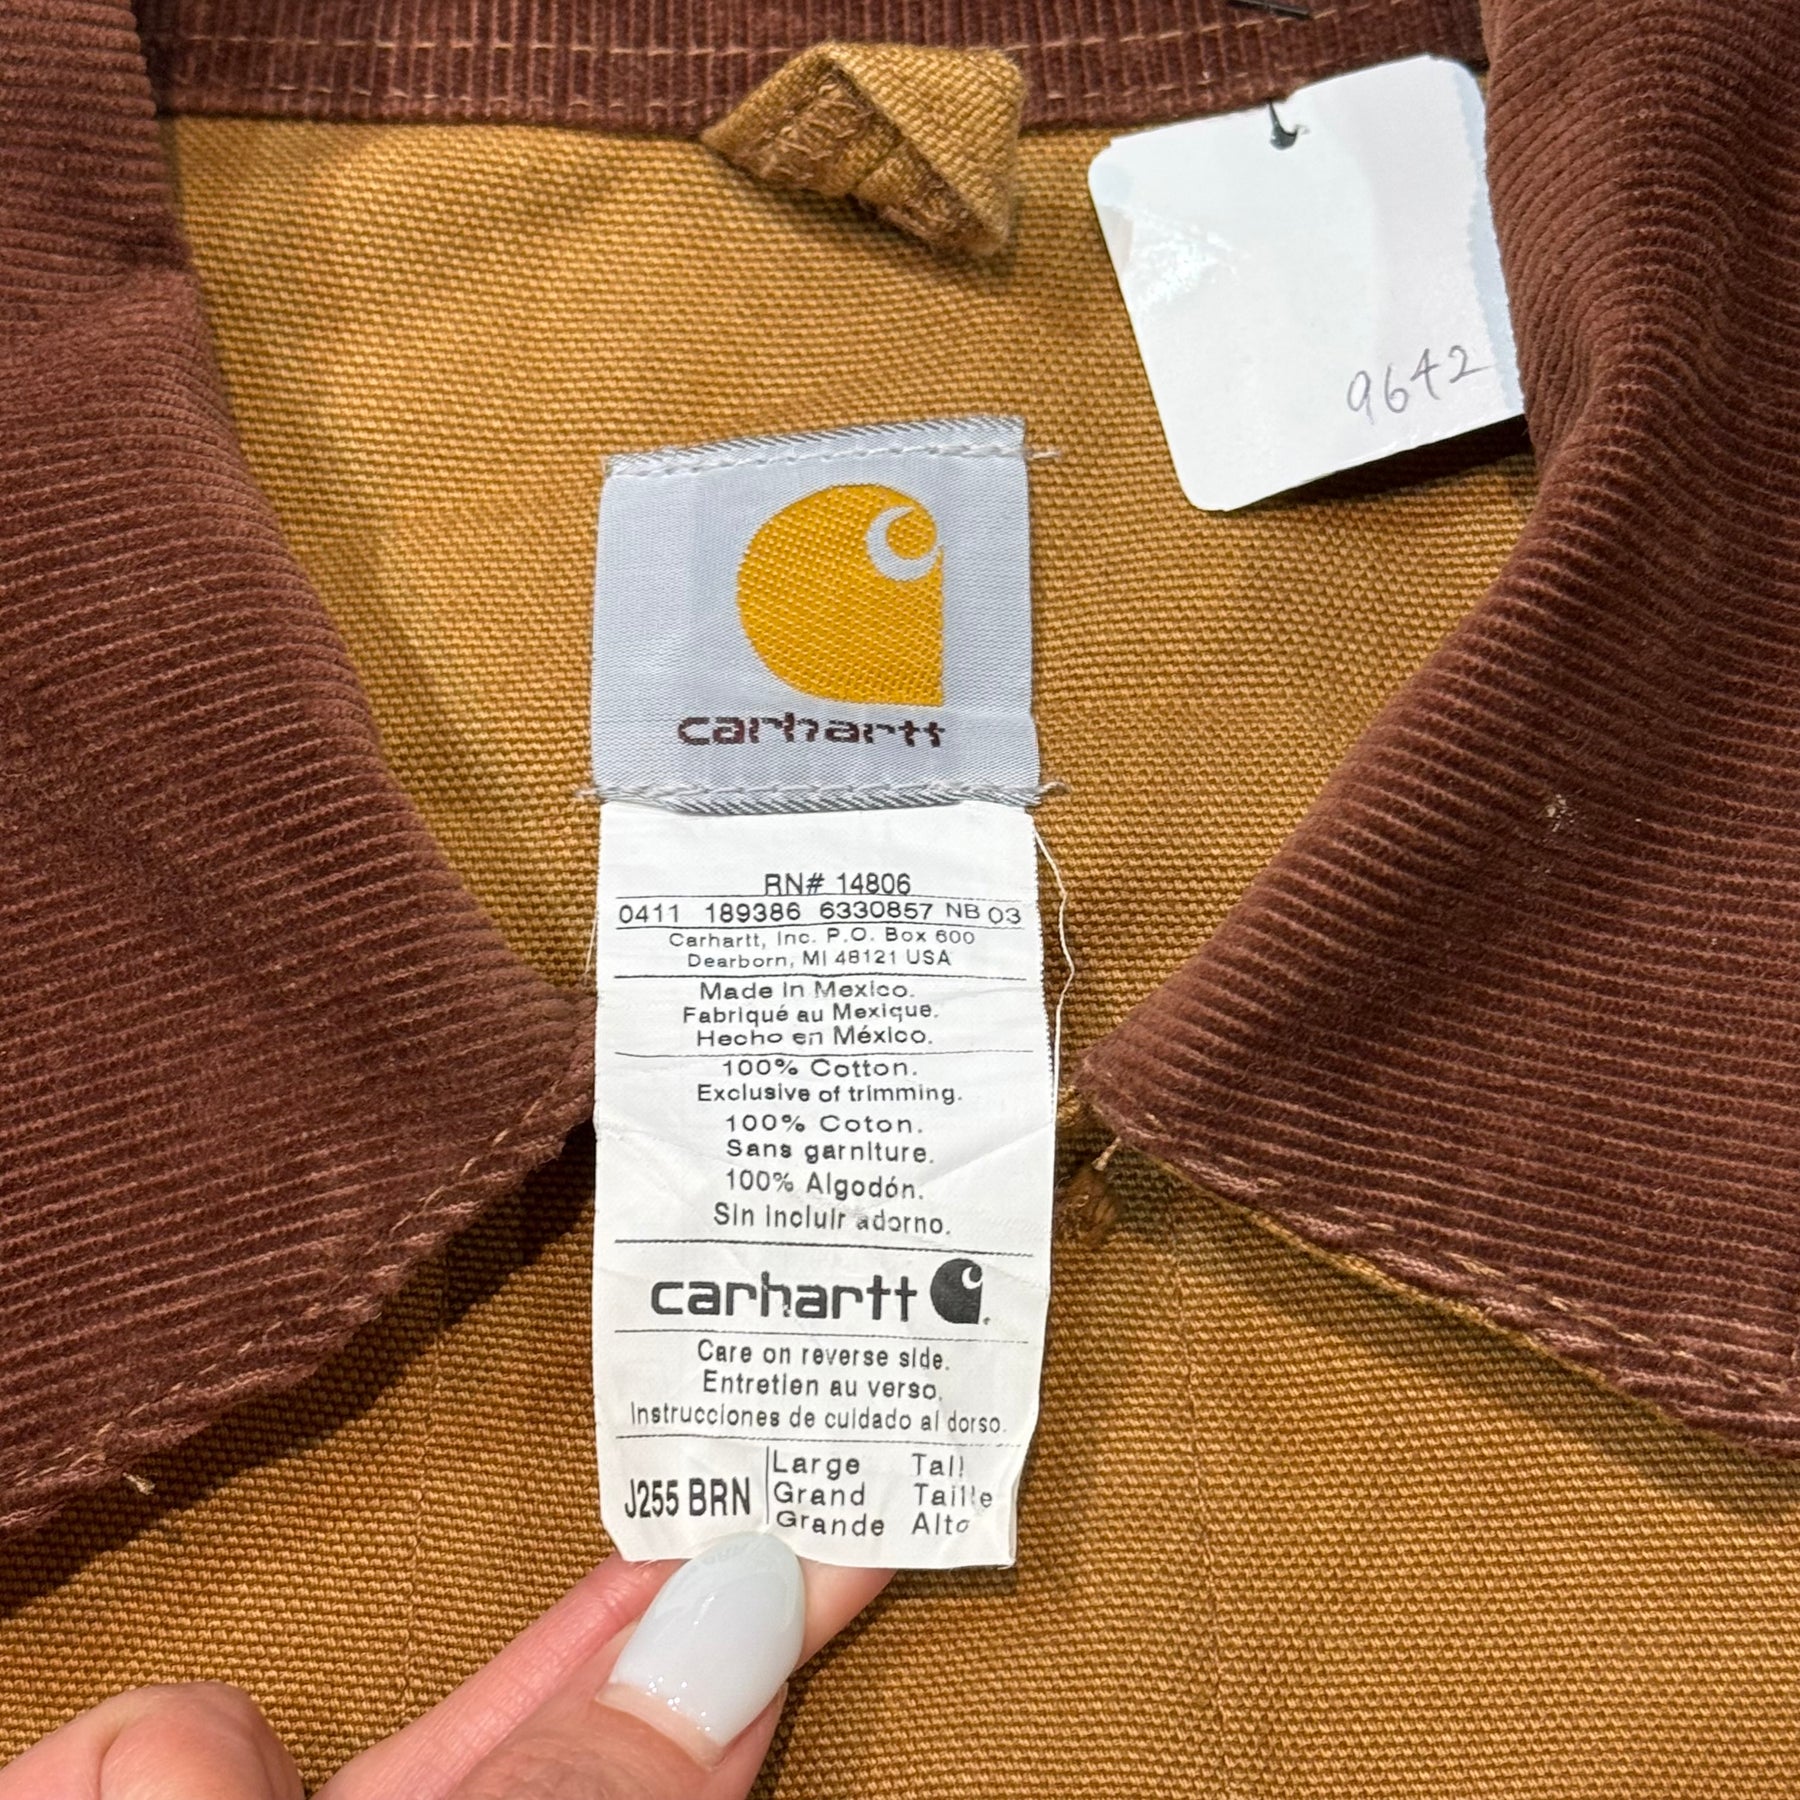 9642
carhartt
RN# 14806
0411 189386 6330857 NB 03
Carhartt, Inc. P.O. Box 600
Dearborn, MI 48121 USA
Made in Mexico.
Fabriqué au Mexique.
Hecho en México.
100% Cotton.
Exclusive of trimming.
100% Coton.
Sans garniture.
100% Algodón.
Sin incluir adorno.
carhartt
Care on reverse side.
Entretien au verso.
Instrucciones de cuidado al dorso.
J255 BRN
Large Tall
Grand Taille
Grande Alto